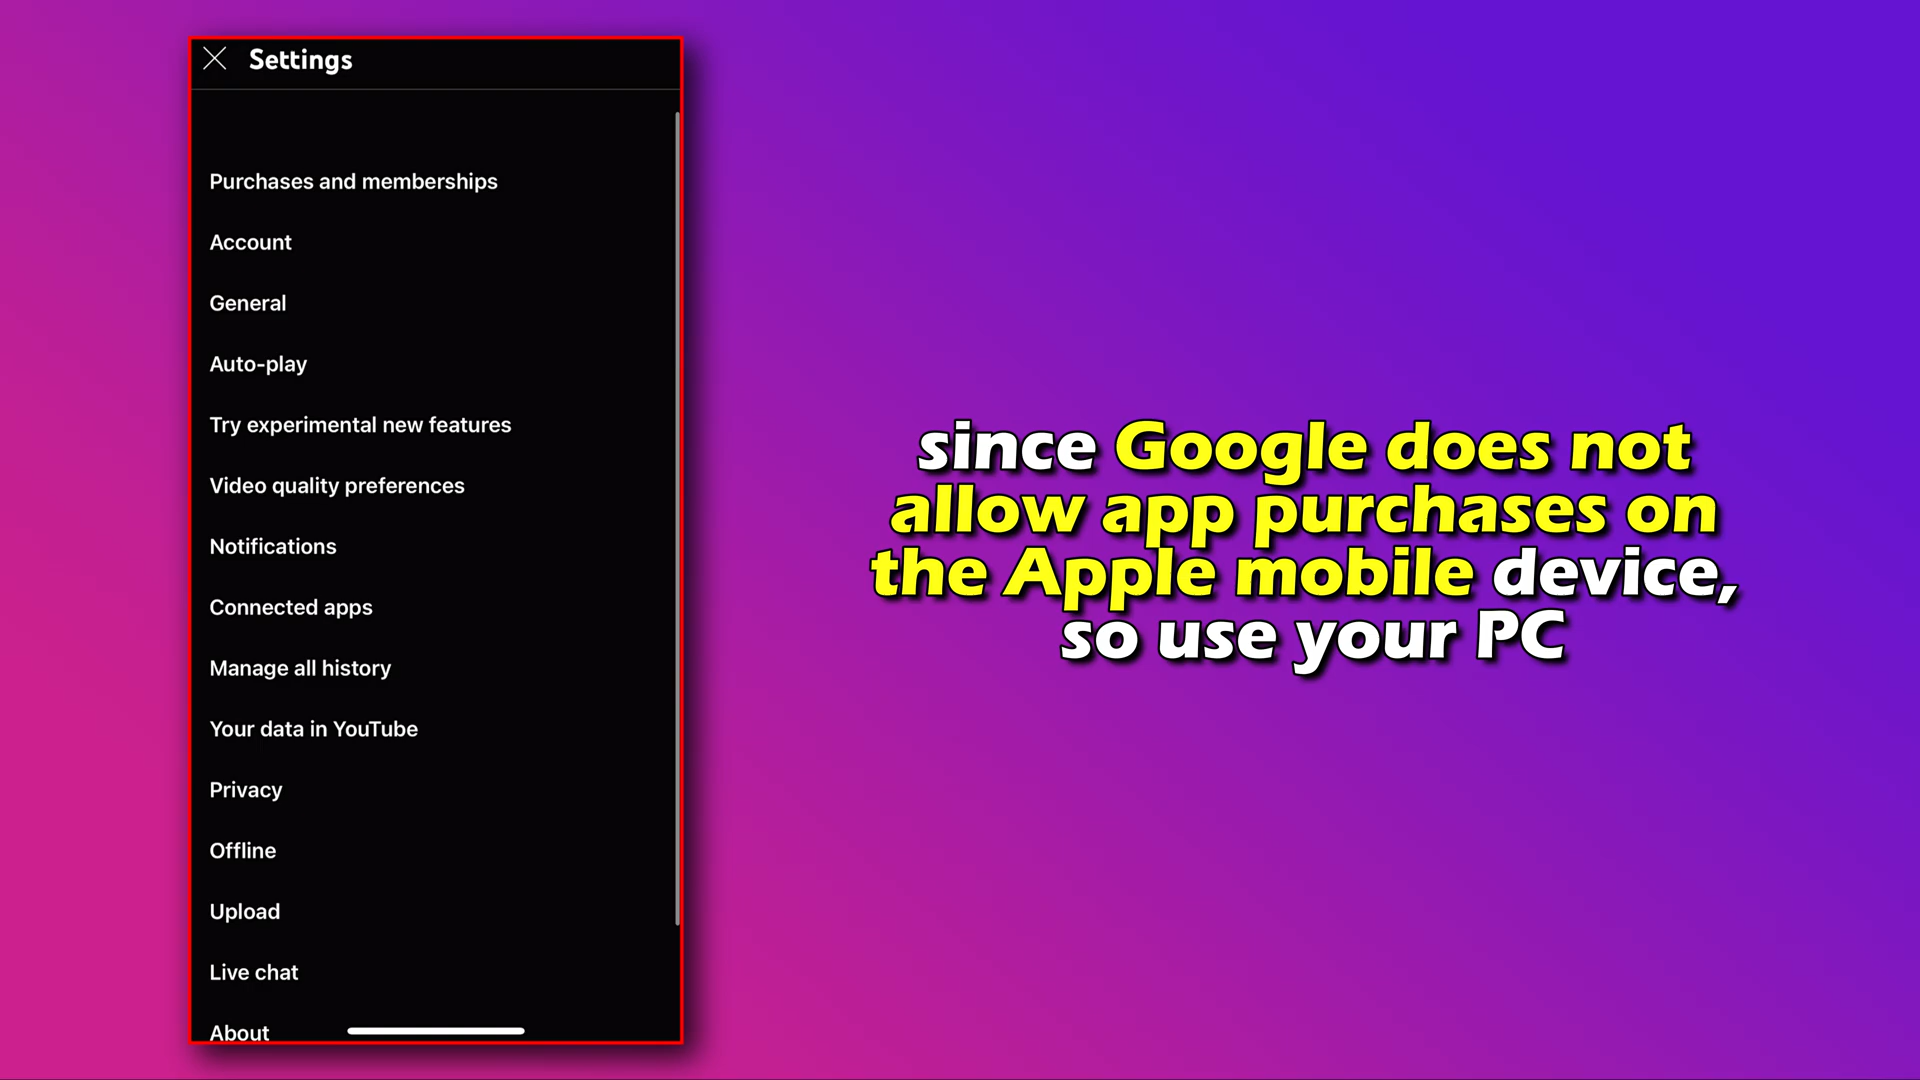 Settings
Purchases and memberships
Account
General
Auto-play
Try experimental new features
Video quality preferences
Notifications
Connected apps
Manage all history
Your data in YouTube
Privacy
Offline
Upload
Live chat
About
since Google does not
allow app purchases on
the Apple mobile device,
so use your PC